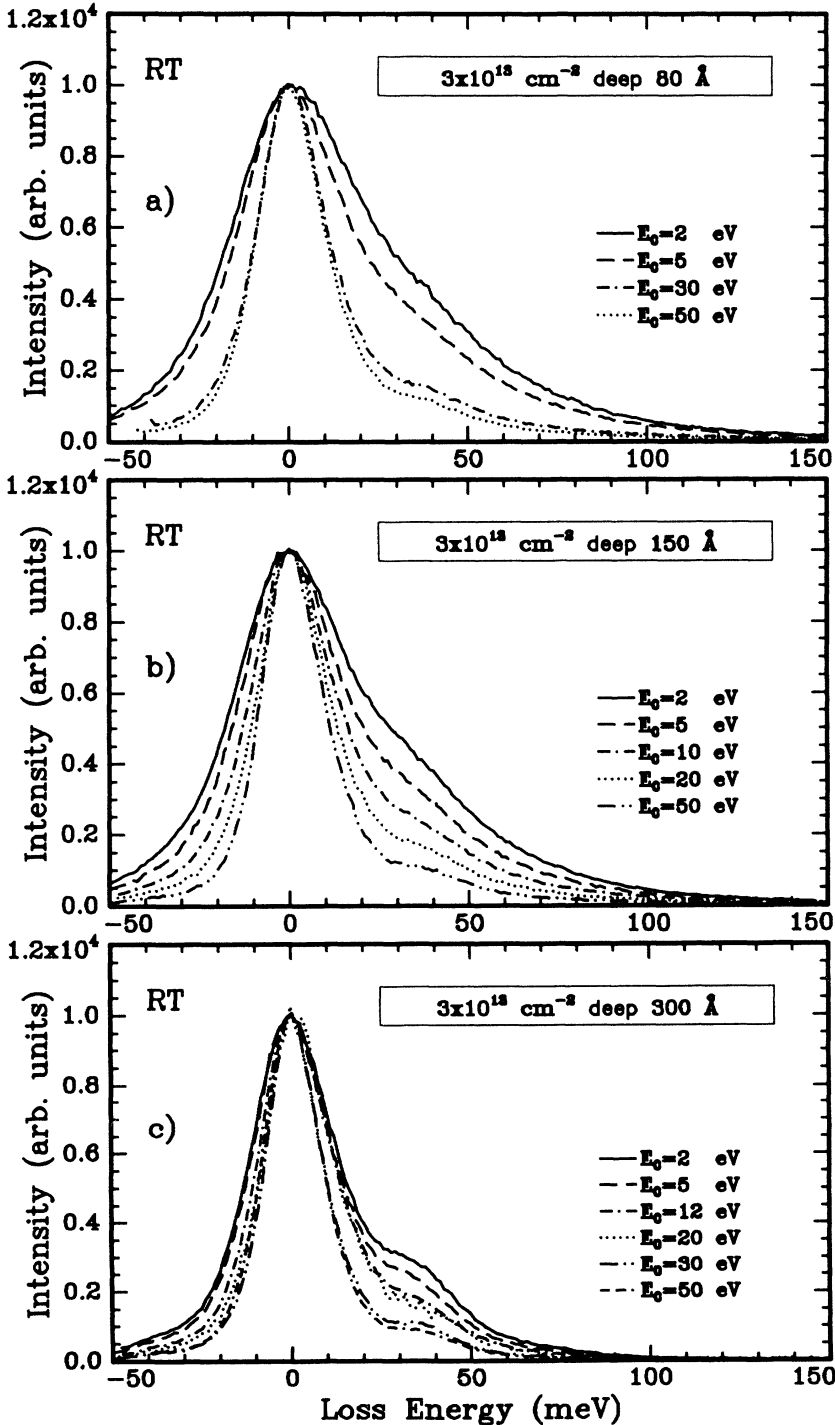 1.2x10⁴
RT
3x10¹² cm⁻² deep 80 Å
1.0
0.8
a)
0.6
E₀=2 eV
E₀=5 eV
0.4
E₀=30 eV
E₀=50 eV
0.2
0.0
Intensity (arb. units)
−50 0 50 100 150
1.2x10⁴
RT
3x10¹² cm⁻² deep 150 Å
1.0
0.8
b)
0.6
E₀=2 eV
E₀=5 eV
0.4
E₀=10 eV
E₀=20 eV
0.2
E₀=50 eV
0.0
Intensity (arb. units)
−50 0 50 100 150
1.2x10⁴
RT
3x10¹² cm⁻² deep 300 Å
1.0
0.8
c)
0.6
E₀=2 eV
E₀=5 eV
0.4
E₀=12 eV
E₀=20 eV
0.2
E₀=30 eV
E₀=50 eV
0.0
Intensity (arb. units)
−50 0 50 100 150
Loss Energy (meV)